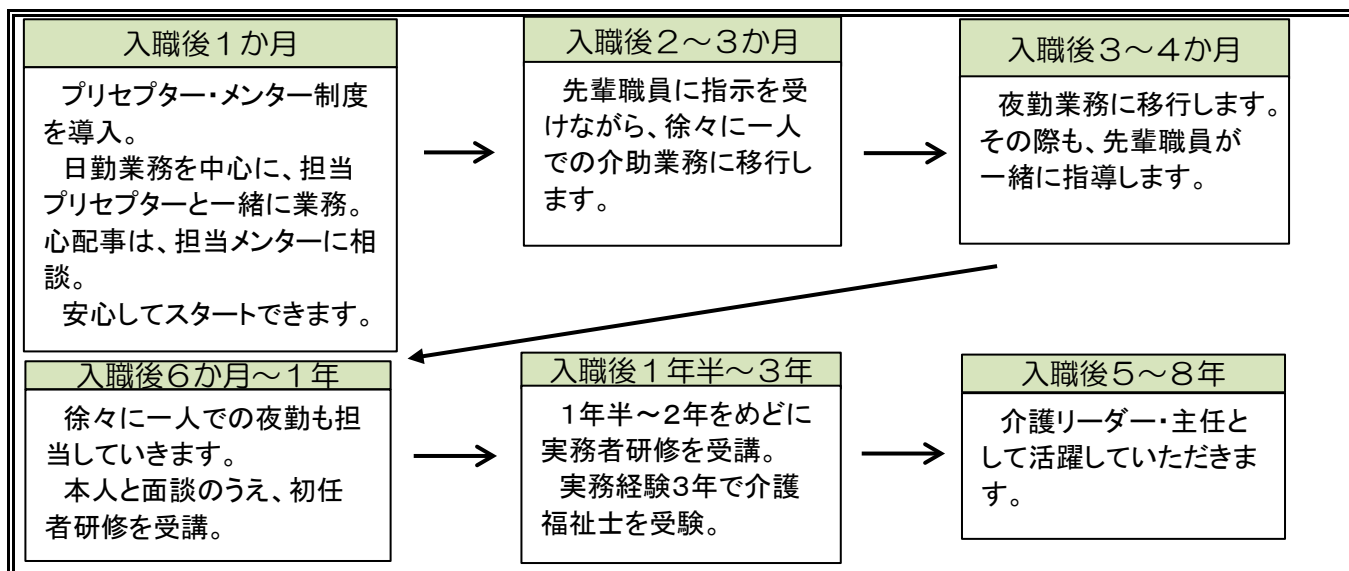 入職後１か月
プリセプター・メンター制度
を導入。
日勤業務を中心に、担当
プリセプターと一緒に業務。
心配事は、担当メンターに相
談。
安心してスタートできます。
入職後２～３か月
先輩職員に指示を受
けながら、徐々に一人
での介助業務に移行し
ます。
入職後３～４か月
夜勤業務に移行します。
その際も、先輩職員が
一緒に指導します。
入職後６か月～１年
徐々に一人での夜勤も担
当していきます。
本人と面談のうえ、初任
者研修を受講。
入職後１年半～３年
１年半～２年をめどに
実務者研修を受講。
実務経験３年で介護
福祉士を受験。
入職後５～８年
介護リーダー・主任と
して活躍していただきま
す。